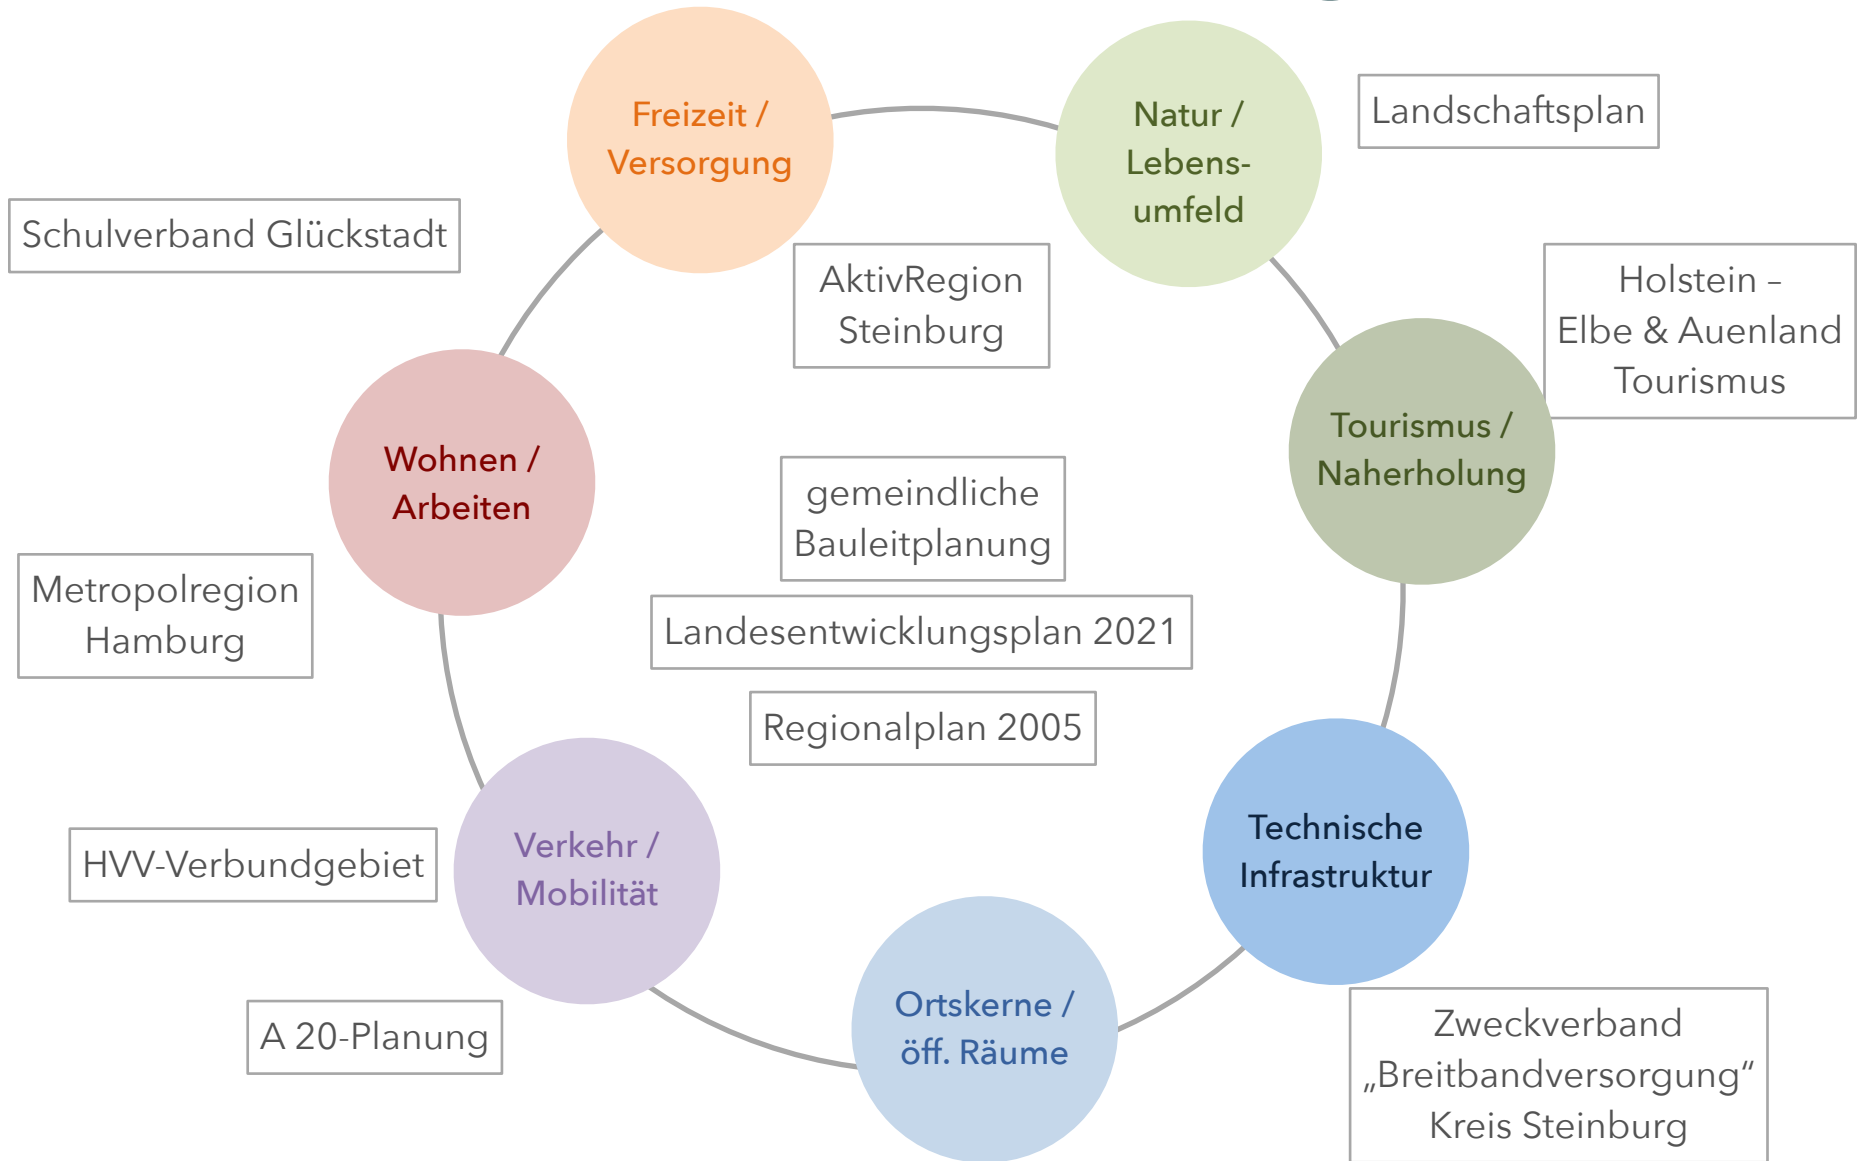 Freizeit /
Versorgung
Natur /
Lebens-
umfeld
Landschaftsplan
Schulverband Glückstadt
AktivRegion
Steinburg
Holstein –
Elbe & Auenland
Tourismus
Tourismus /
Naherholung
Wohnen /
Arbeiten
gemeindliche
Bauleitplanung
Metropolregion
Hamburg
Landesentwicklungsplan 2021
Regionalplan 2005
Technische
Infrastruktur
Verkehr /
Mobilität
HVV-Verbundgebiet
Ortskerne /
öff. Räume
A 20-Planung
Zweckverband
„Breitbandversorgung“
Kreis Steinburg